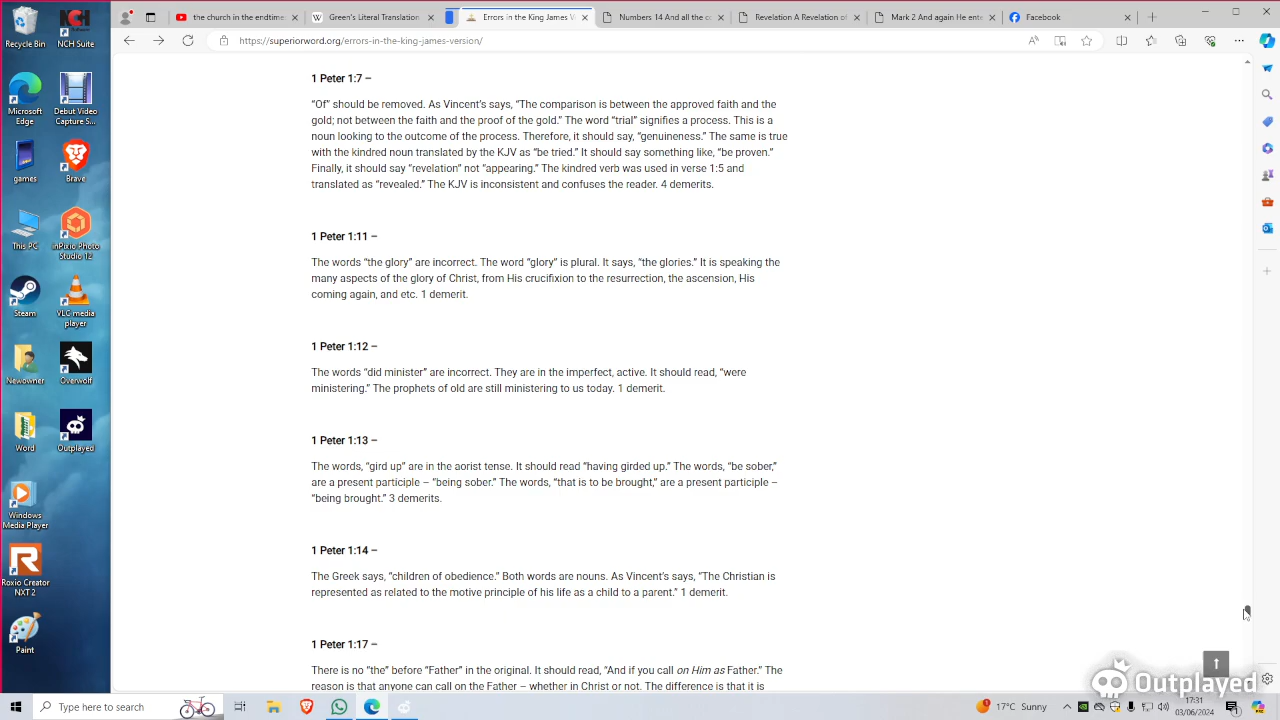 the church in the endtime
Green's Literal Translation
Errors in the King James V
Numbers 14 And all the c
Revelation A Revelation of
Mark 2 And again He ente
Facebook
https://superiorword.org/errors-in-the-king-james-version/
Recycle Bin
NCH Suite
Microsoft
Edge
Debut Video
Capture S...
games
Brave
This PC
inPixio Photo
Studio 12
Steam
VLC media
player
Newowner
Overwolf
Word
Outplayed
Windows
Media Player
Roxio Creator
NXT 2
Paint
1 Peter 1:7 –
“Of” should be removed. As Vincent’s says, “The comparison is between the approved faith and the
gold; not between the faith and the proof of the gold.” The word “trial” signifies a process. This is a
noun looking to the outcome of the process. Therefore, it should say, “genuineness.” The same is true
with the kindred noun translated by the KJV as “be tried.” It should say something like, “be proven.”
Finally, it should say “revelation” not “appearing.” The kindred verb was used in verse 1:5 and
translated as “revealed.” The KJV is inconsistent and confuses the reader. 4 demerits.
1 Peter 1:11 –
The words “the glory” are incorrect. The word “glory” is plural. It says, “the glories.” It is speaking the
many aspects of the glory of Christ, from His crucifixion to the resurrection, the ascension, His
coming again, and etc. 1 demerit.
1 Peter 1:12 –
The words “did minister” are incorrect. They are in the imperfect, active. It should read, “were
ministering.” The prophets of old are still ministering to us today. 1 demerit.
1 Peter 1:13 –
The words, “gird up” are in the aorist tense. It should read “having girded up.” The words, “be sober,”
are a present participle – “being sober.” The words, “that is to be brought,” are a present participle –
“being brought.” 3 demerits.
1 Peter 1:14 –
The Greek says, “children of obedience.” Both words are nouns. As Vincent’s says, “The Christian is
represented as related to the motive principle of his life as a child to a parent.” 1 demerit.
1 Peter 1:17 –
There is no “the” before “Father” in the original. It should read, “And if you call on Him as Father.” The
reason is that anyone can call on the Father – whether in Christ or not. The difference is that it is
Outplayed
Type here to search
17°C Sunny
17:31
03/06/2024